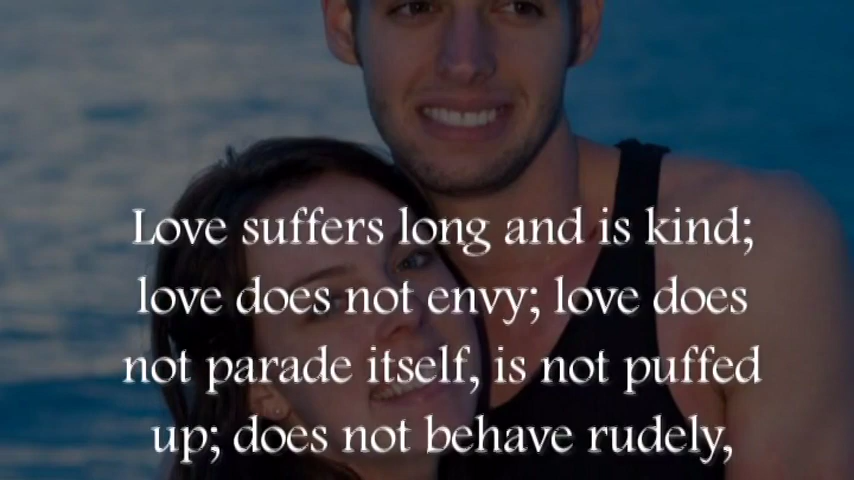 Love suffers long and is kind;
love does not envy; love does
not parade itself, is not puffed
up; does not behave rudely,